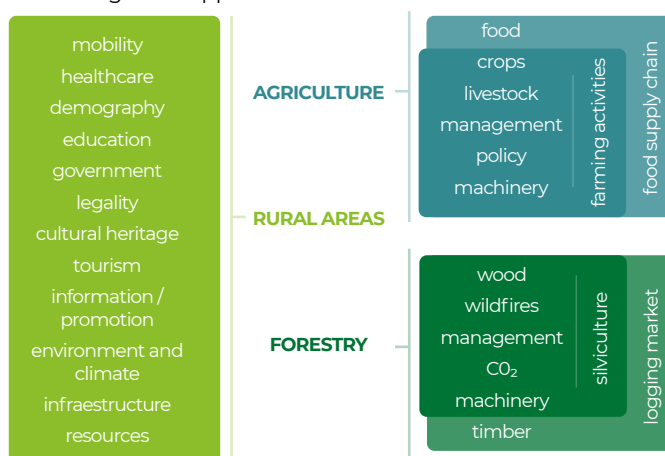 mobility
healthcare
demography
education
government
legality
cultural heritage
tourism
information /
promotion
environment and
climate
infraestructure
resources
AGRICULTURE
RURAL AREAS
FORESTRY
food
crops
livestock
management
policy
machinery
farming activities
food supply chain
wood
wildfires
management
C0₂
machinery
timber
silviculture
logging market